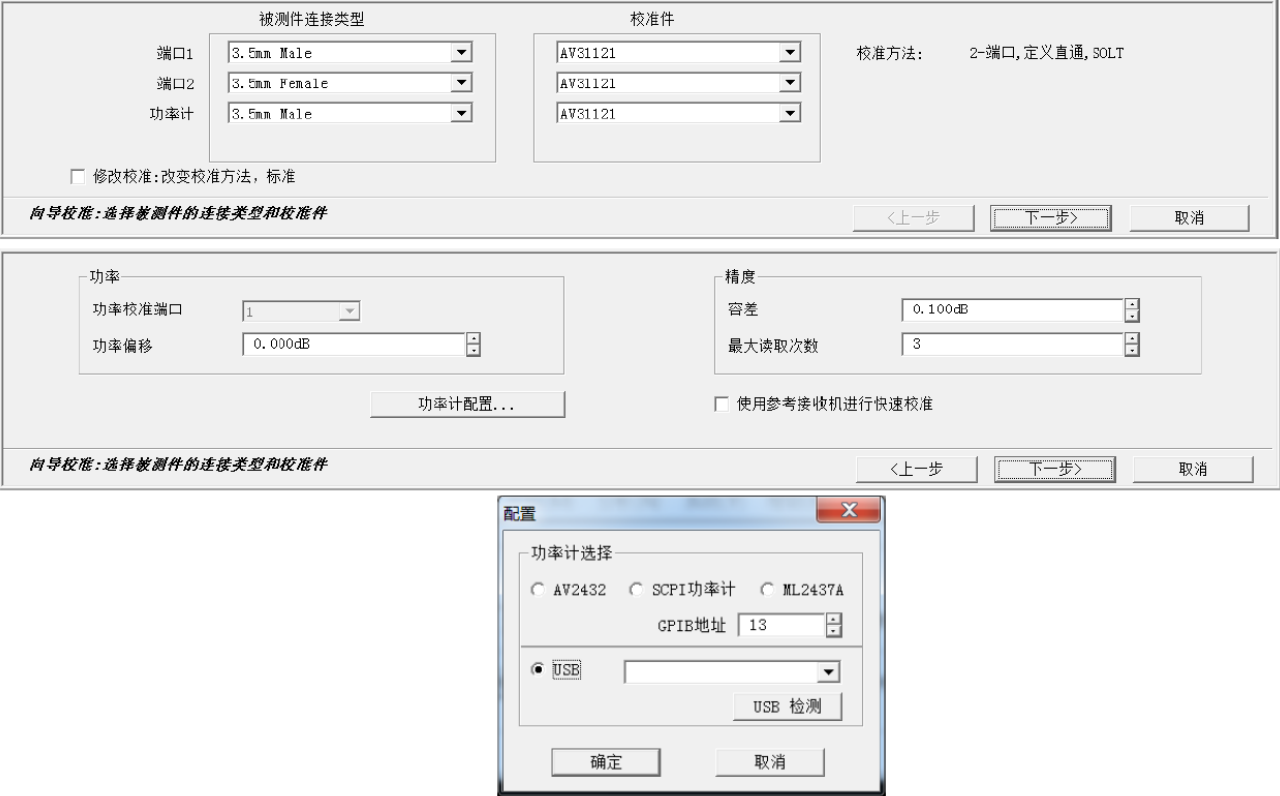 被测件连接类型 校准件
端口1 3.5mm Male AV31121 校准方法: 2-端口,定义直通,SOLT
端口2 3.5mm Female AV31121
功率计 3.5mm Male AV31121
修改校准:改变校准方法，标准
向导校准:选择被测件的连接类型和校准件
<上一步 下一步> 取消
功率 精度
功率校准端口 1 容差 0.100dB
功率偏移 0.000dB 最大读取次数 3
功率计配置... 使用参考接收机进行快速校准
向导校准:选择被测件的连接类型和校准件
<上一步 下一步> 取消
配置
功率计选择
AV2432 SCPI功率计 ML2437A
GPIB地址 13
USB
USB 检测
确定 取消